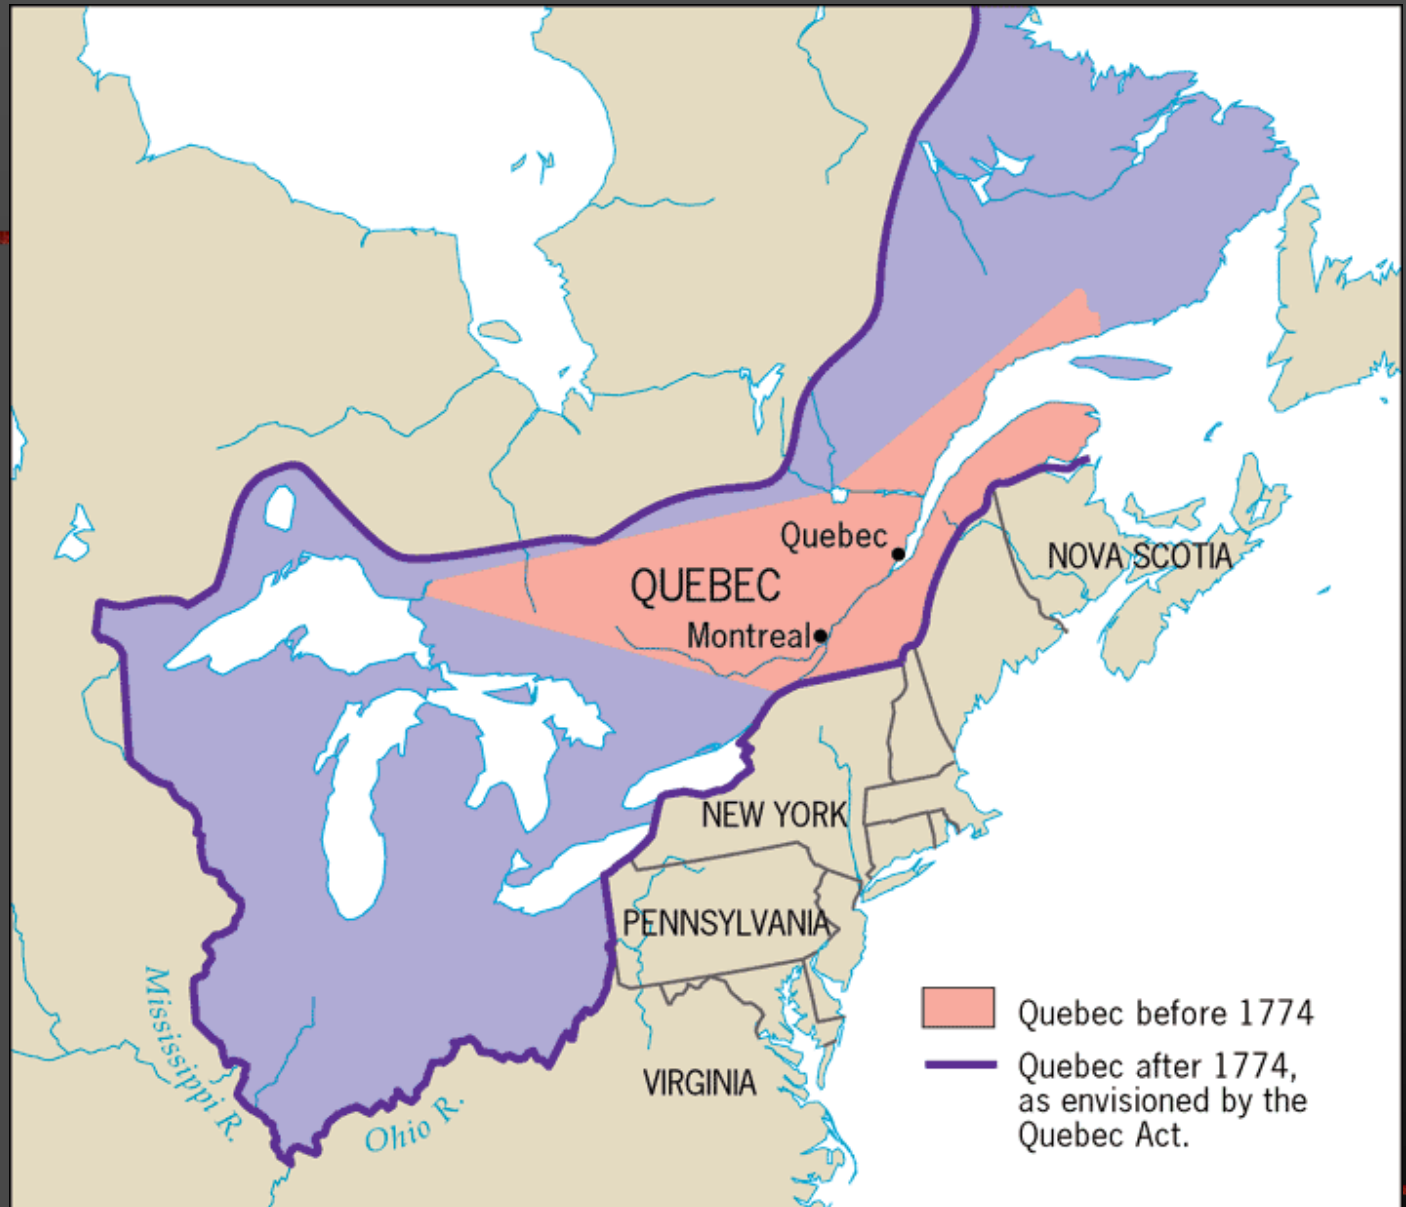 Quebec
QUEBEC
Montreal
NOVA SCOTIA
NEW YORK
PENNSYLVANIA
Mississippi R.
Ohio R.
VIRGINIA
Quebec before 1774
Quebec after 1774,
as envisioned by the
Quebec Act.